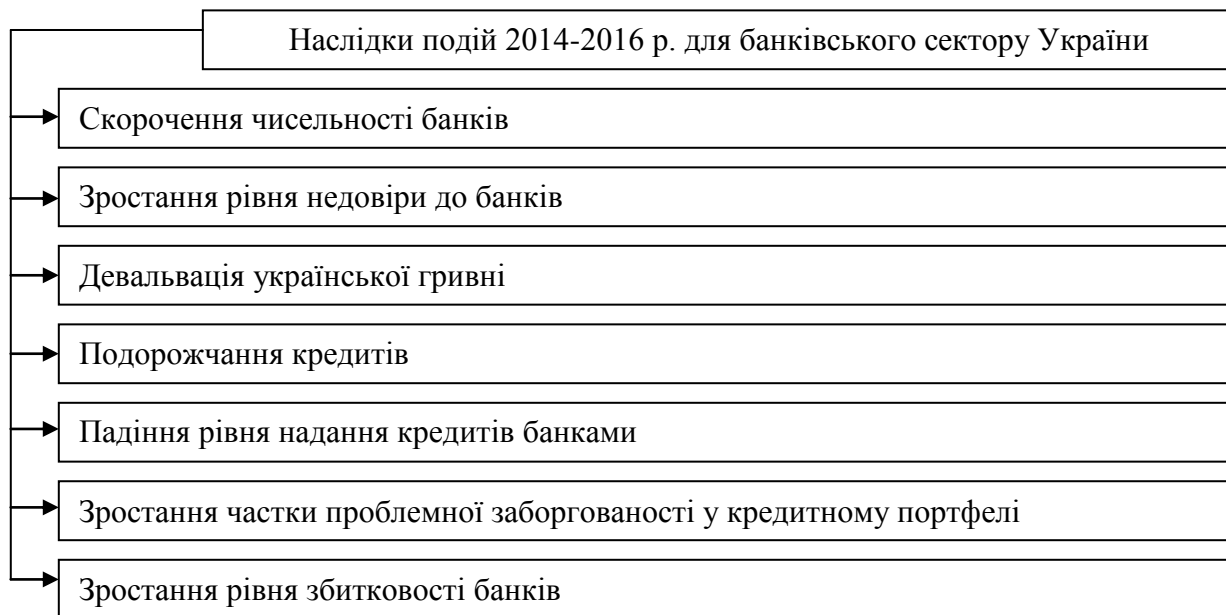 Наслідки подій 2014-2016 р. для банківського сектору України
Скорочення чисельності банків
Зростання рівня недовіри до банків
Девальвація української гривні
Подорожчання кредитів
Падіння рівня надання кредитів банками
Зростання частки проблемної заборгованості у кредитному портфелі
Зростання рівня збитковості банків